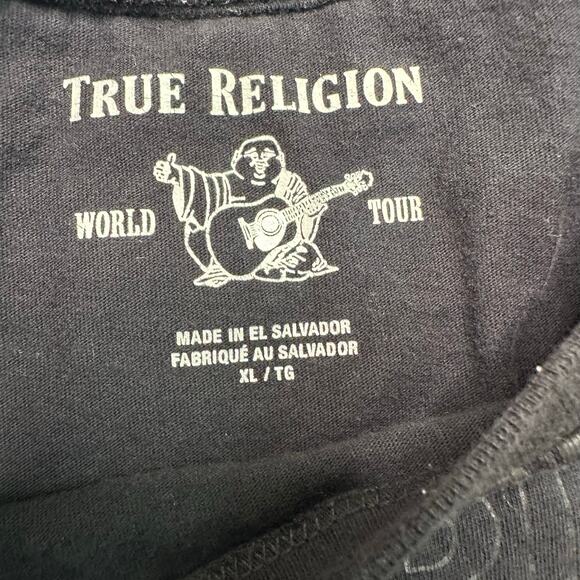 TRUE RELIGION
WORLD TOUR
MADE IN EL SALVADOR
FABRIQUÉ AU SALVADOR
XL / TG